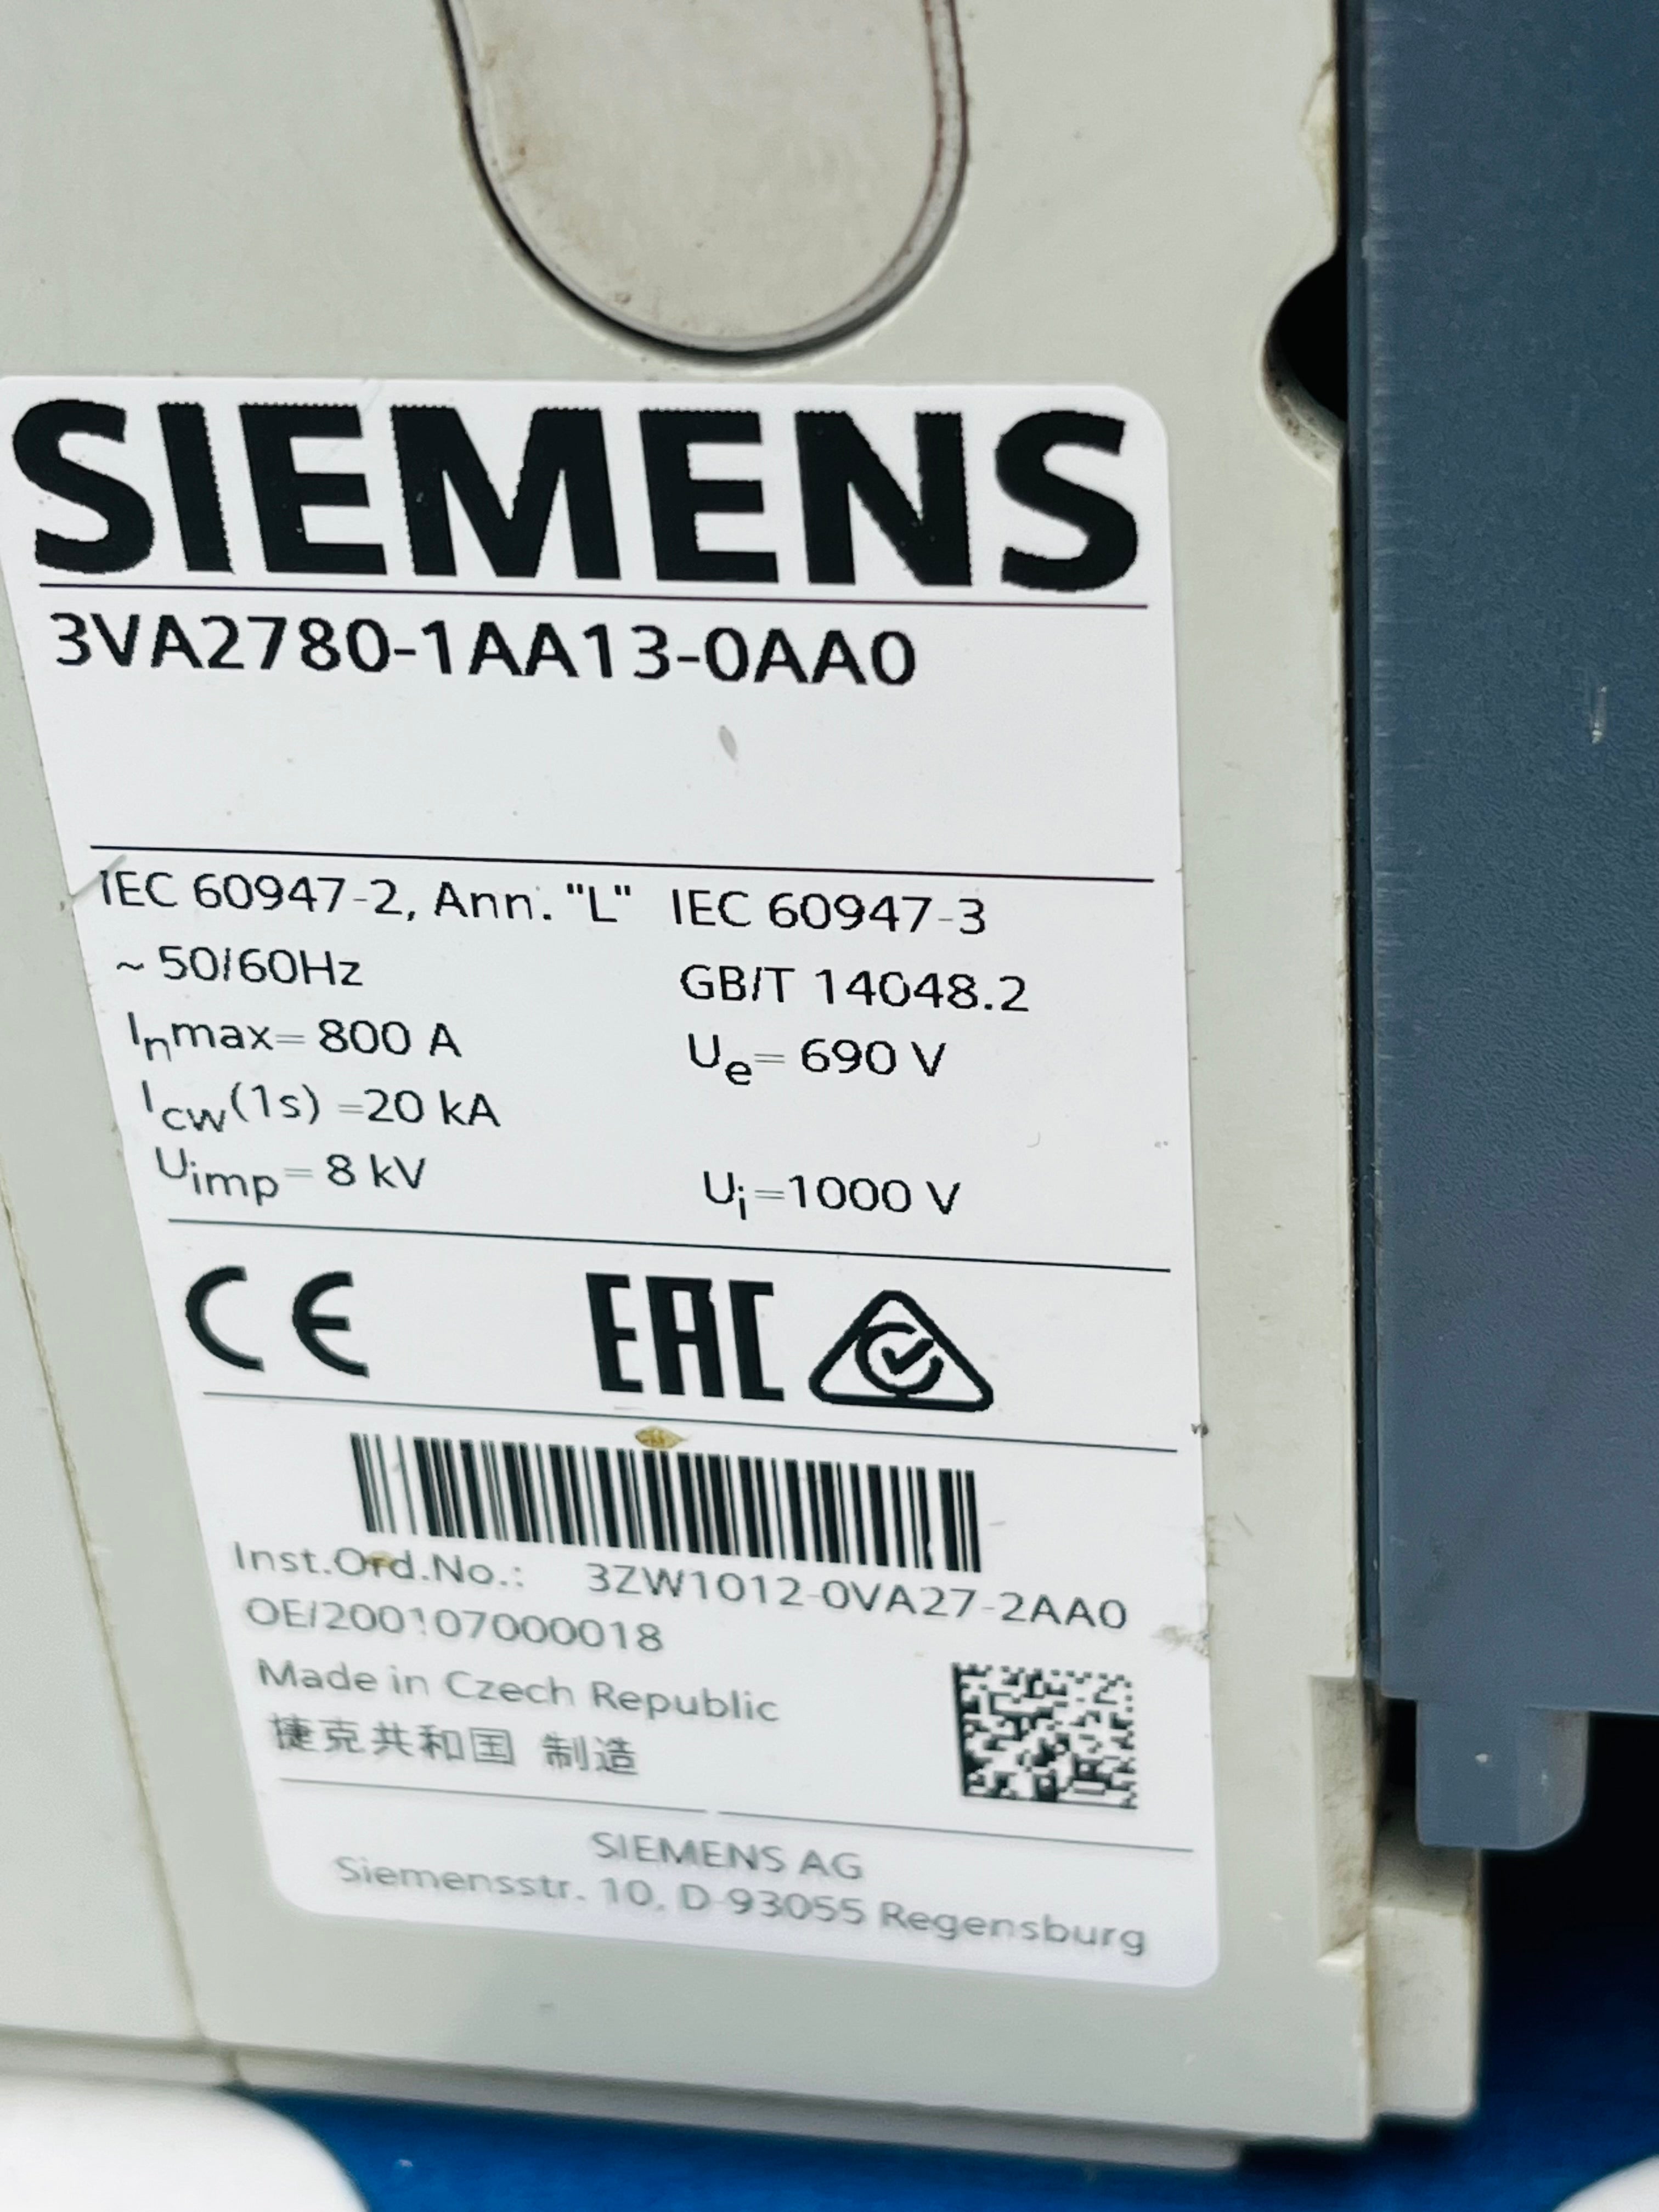 SIEMENS
3VA2780-1AA13-0AA0
IEC 60947-2, Ann. "L" IEC 60947-3
~ 50/60Hz GB/T 14048.2
Inmax= 800 A Ue= 690 V
Icw(1s) =20 kA
Uimp= 8 kV Ui=1000 V
CE EAC
Inst.Ord.No.: 3ZW1012-0VA27-2AA0
OE/200107000018
Made in Czech Republic
捷克共和国 制造
SIEMENS AG
Siemensstr. 10, D-93055 Regensburg